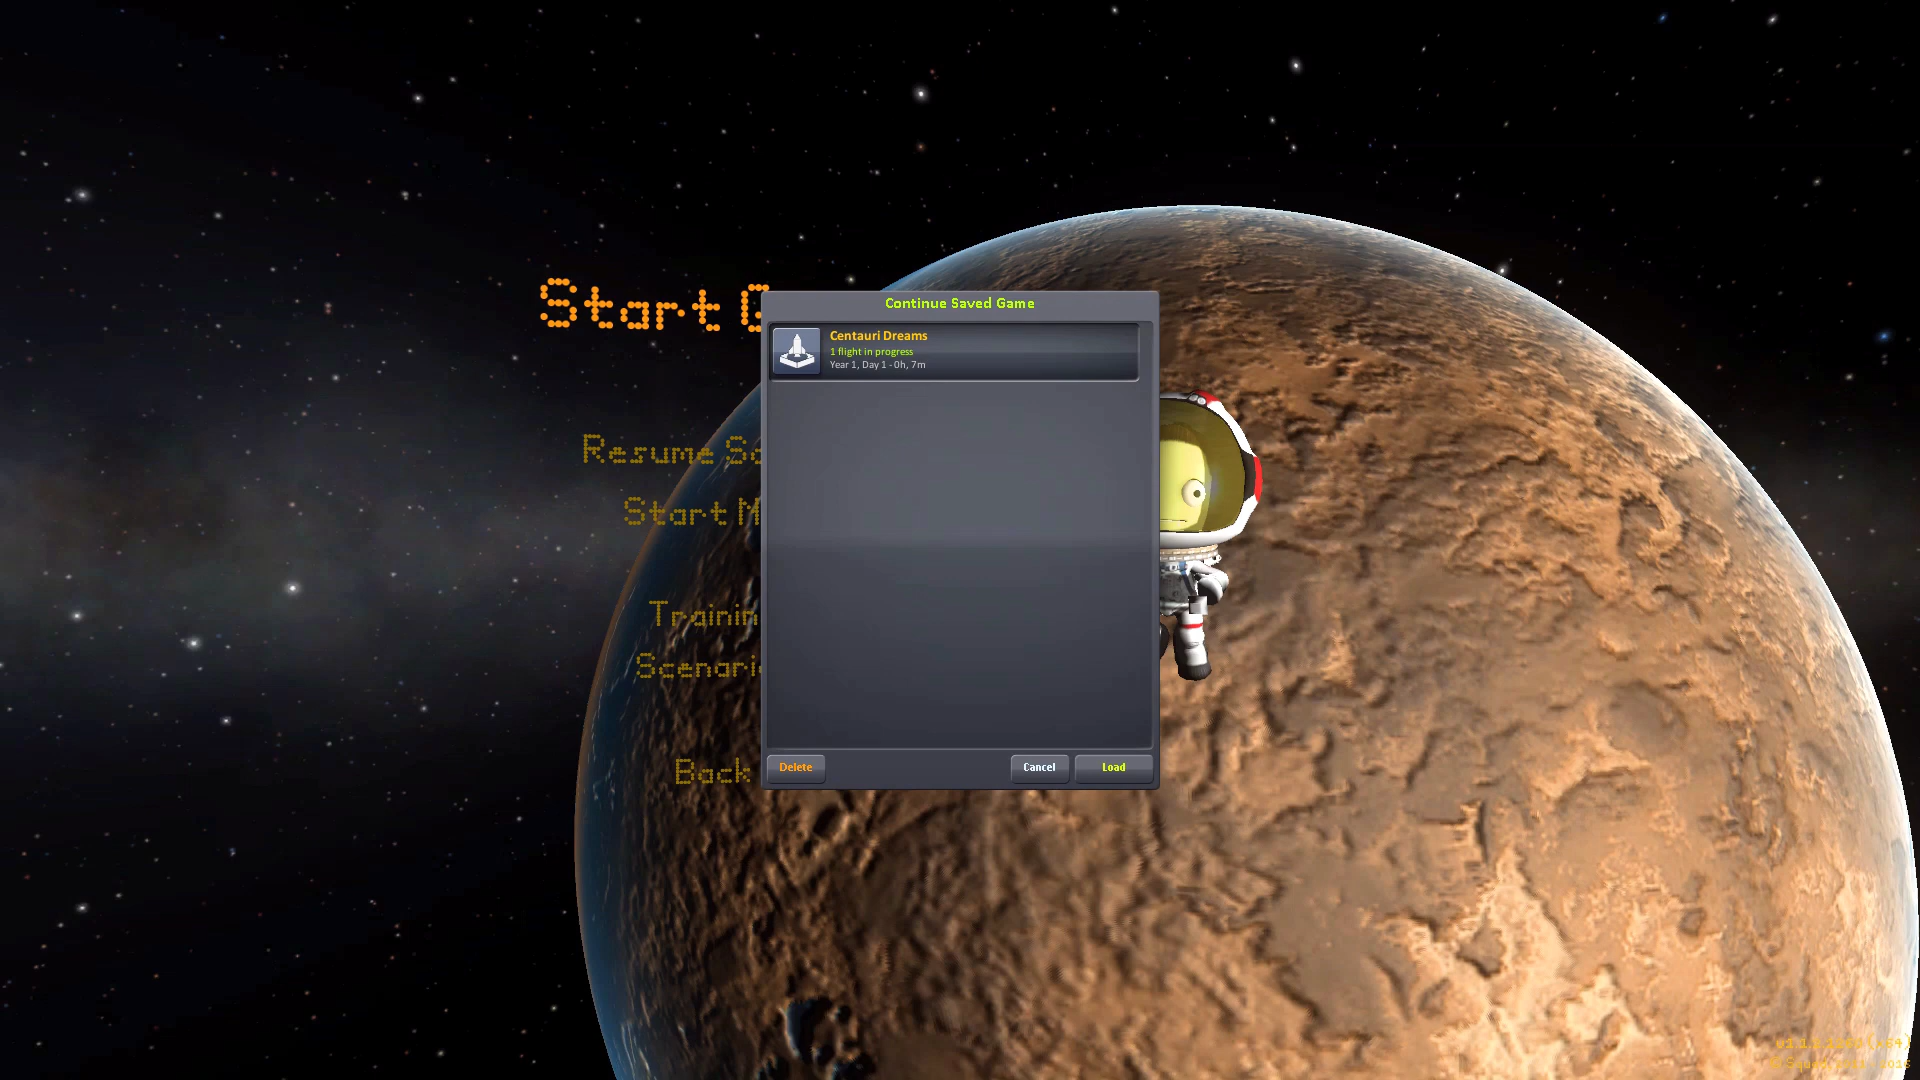 Start G
Continue Saved Game
Centauri Dreams
1 flight in progress
Year 1, Day 1 - 0h, 7m
Resume
Start M
Trainin
Scenari
Back
Delete
Cancel
Load